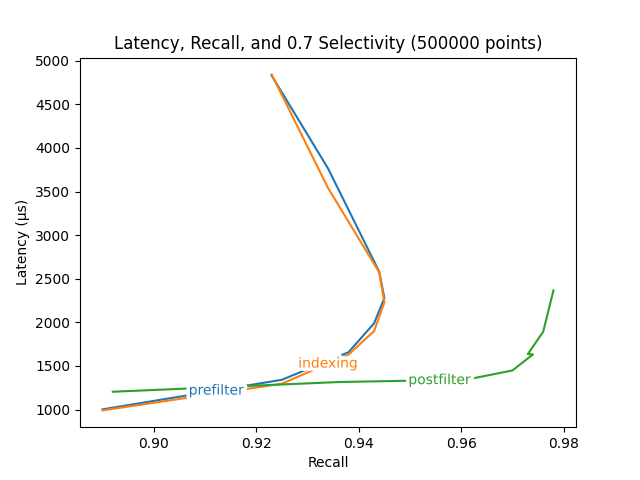 Latency, Recall, and 0.7 Selectivity (500000 points)
5000
4500
4000
3500
3000
2500
2000
1500
1000
Latency (µs)
indexing
postfilter
prefilter
0.90 0.92 0.94 0.96 0.98
Recall